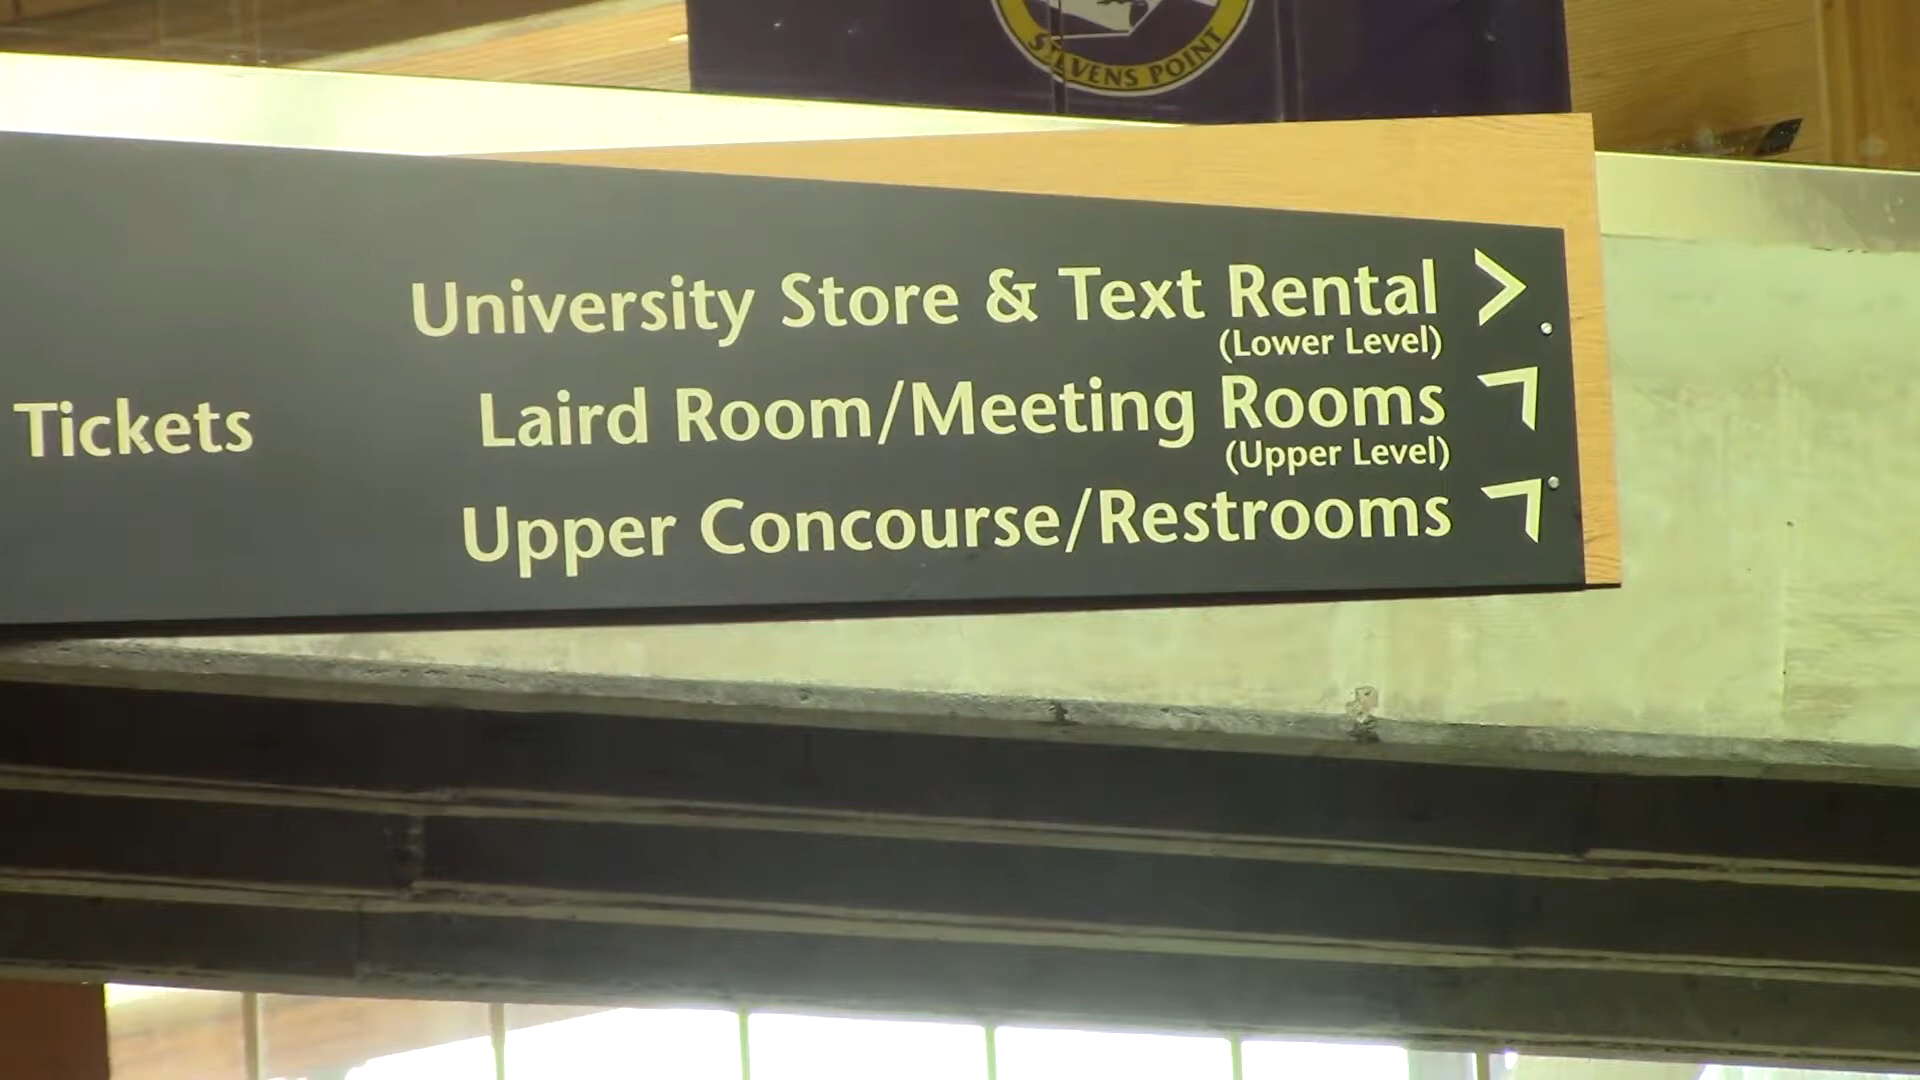 STEVENS POINT
University Store & Text Rental
(Lower Level)
Tickets
Laird Room/Meeting Rooms
(Upper Level)
Upper Concourse/Restrooms